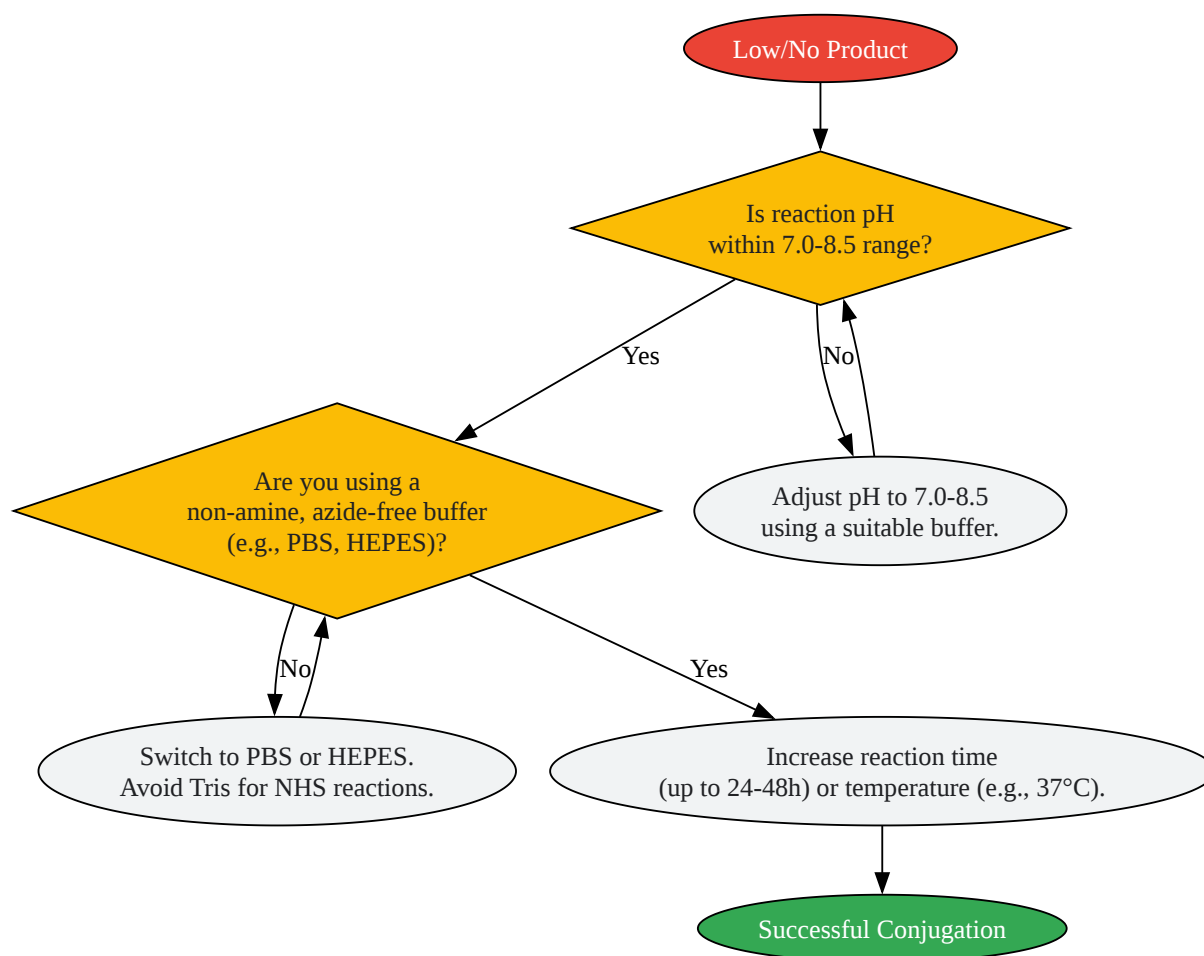 Low/No Product
Is reaction pH
within 7.0-8.5 range?
Yes
No
Are you using a
non-amine, azide-free buffer
(e.g., PBS, HEPES)?
Adjust pH to 7.0-8.5
using a suitable buffer.
No
Yes
Switch to PBS or HEPES.
Avoid Tris for NHS reactions.
Increase reaction time
(up to 24-48h) or temperature (e.g., 37°C).
Successful Conjugation